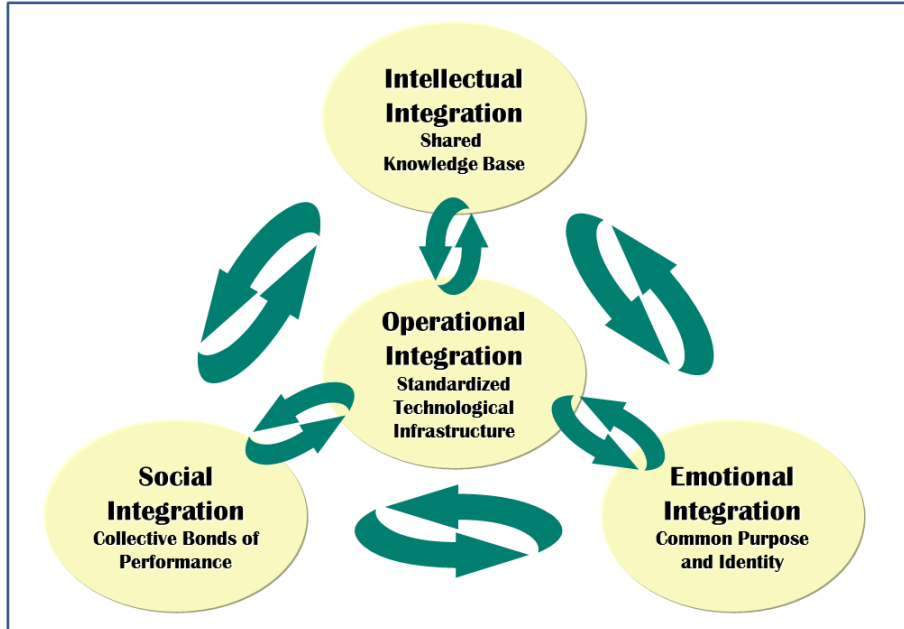 Intellectual
Integration
Shared
Knowledge Base
Operational
Integration
Standardized
Technological
Infrastructure
Social
Integration
Collective Bonds of
Performance
Emotional
Integration
Common Purpose
and Identity